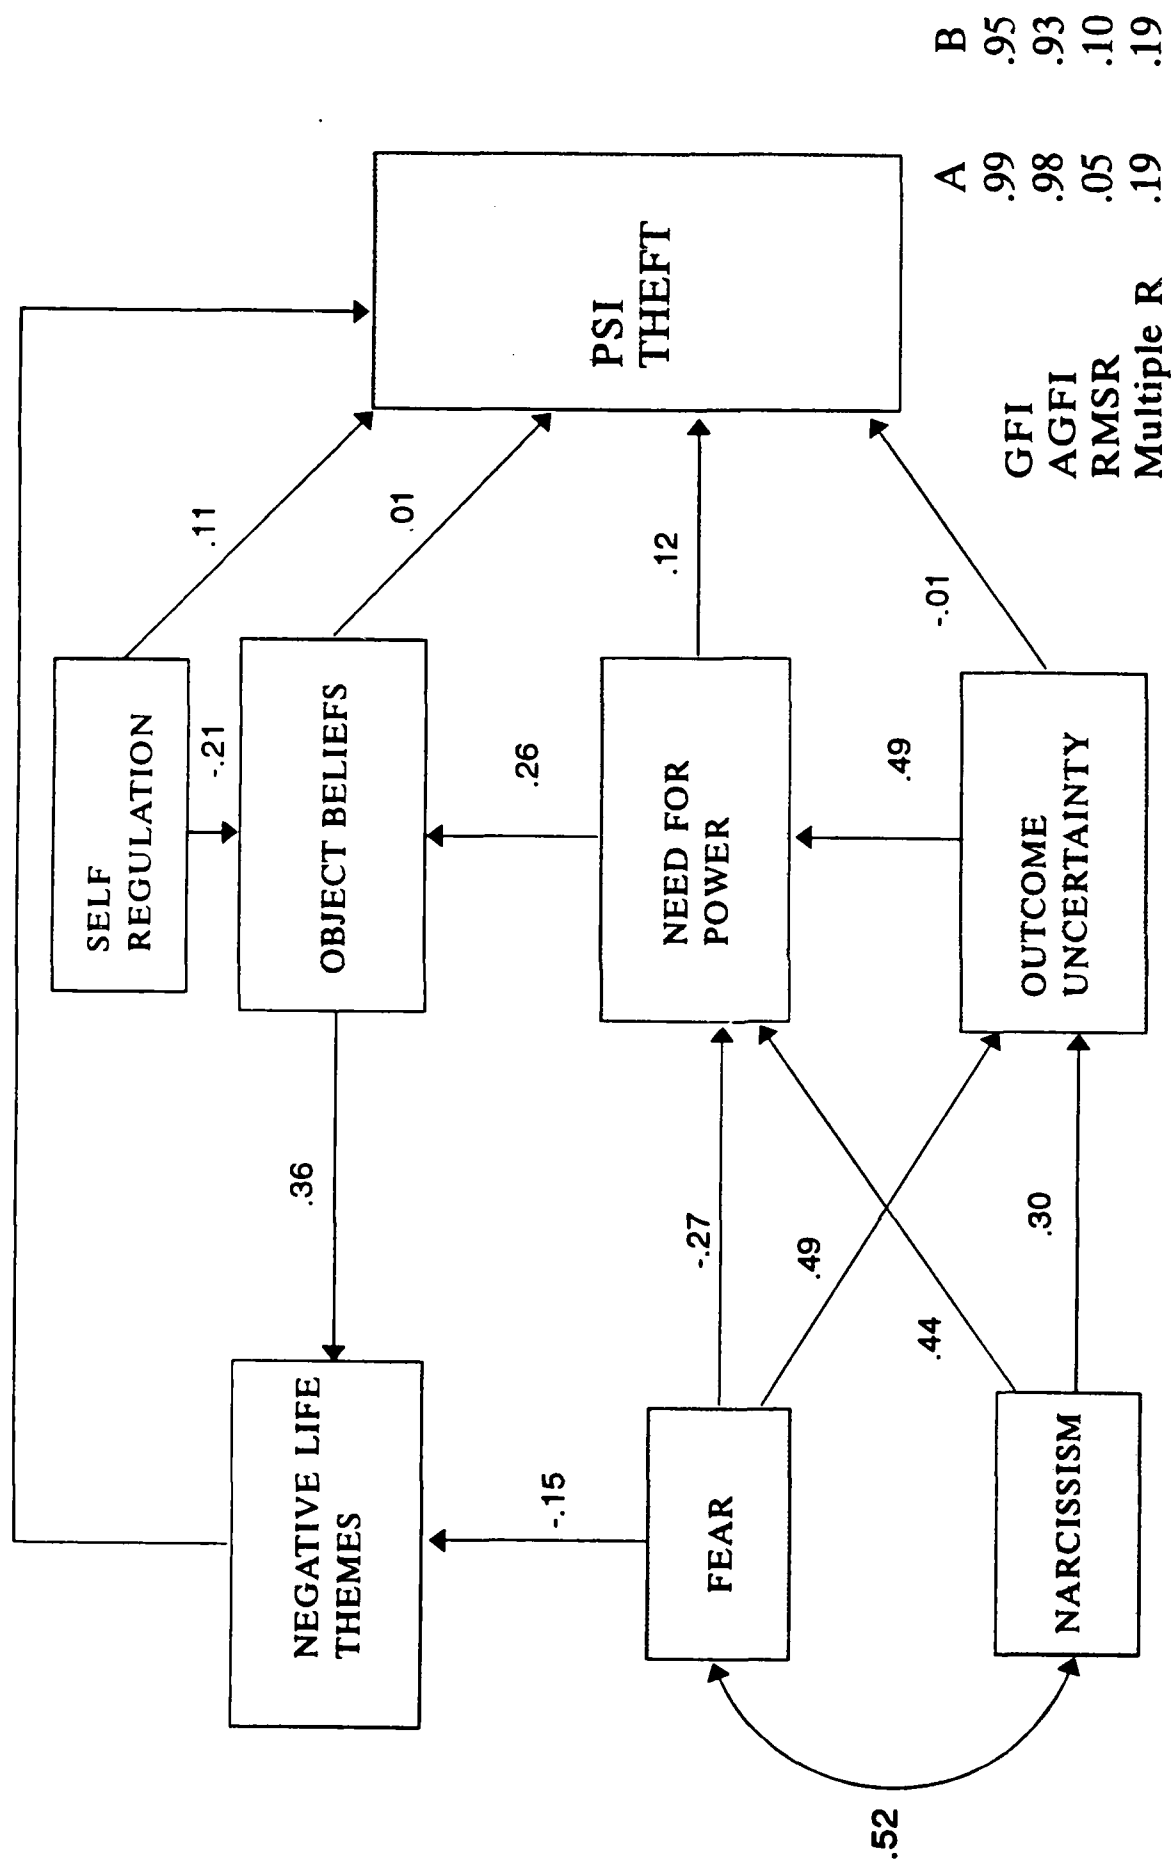 SELF
REGULATION
.11
-.21
NEGATIVE LIFE
THEMES
.36
OBJECT BELIEFS
.01
PSI
THEFT
-.15
.26
FEAR
-.27
NEED FOR
POWER
.12
.49
.49
.52
.44
-.01
NARCISSISM
.30
OUTCOME
UNCERTAINTY
A B
GFI .99 .95
AGFI .98 .93
RMSR .05 .10
Multiple R .19 .19